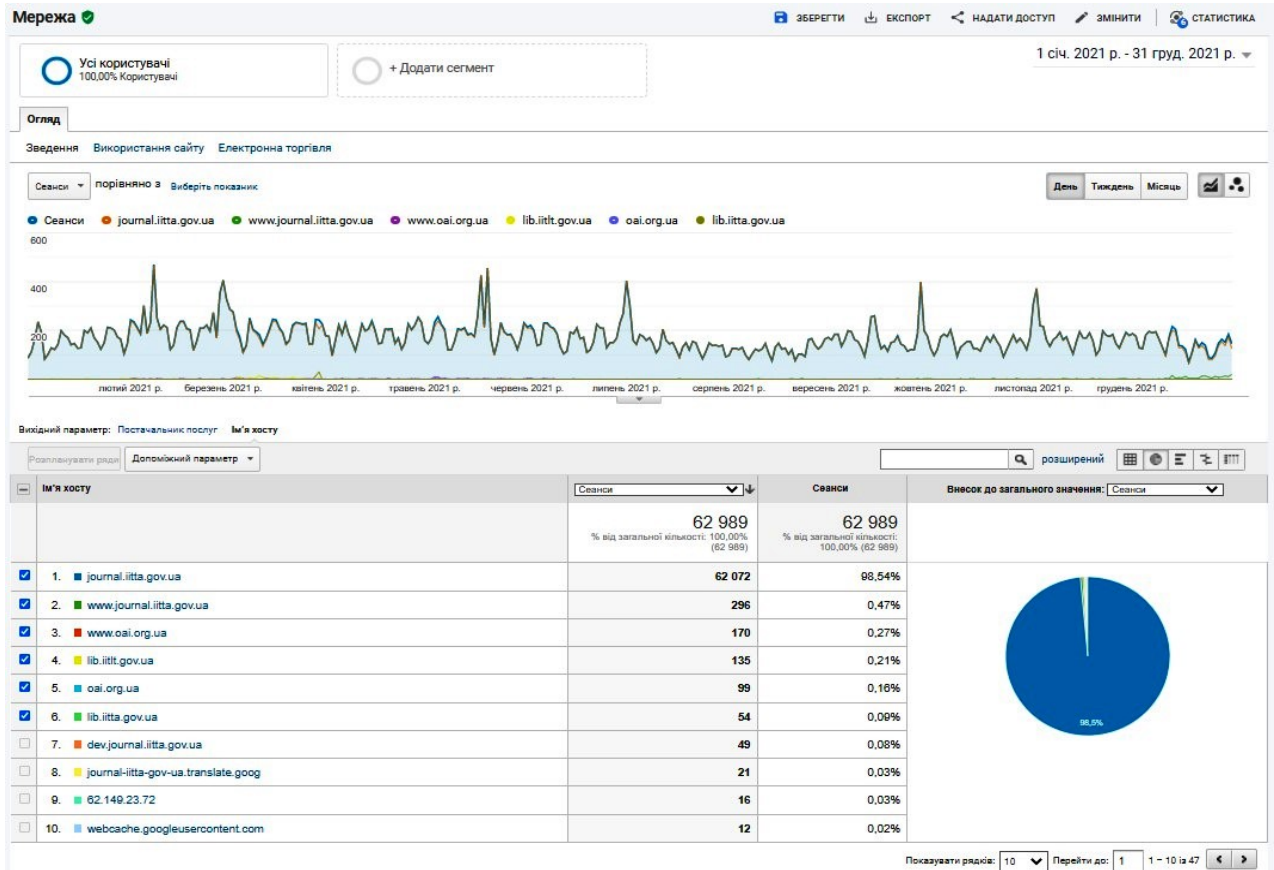 Мережа
ЗБЕРЕГТИ ЕКСПОРТ НАДАТИ ДОСТУП ЗМІНИТИ 6 СТАТИСТИКА
Усі користувачі
100,00% Користувачі
+ Додати сегмент
1 січ. 2021 р. - 31 груд. 2021 р.
Огляд
Зведення Використання сайту Електронна торгівля
Сеанси порівняно з Виберіть показник
День Тиждень Місяць
Сеанси journal.iitta.gov.ua www.journal.iitta.gov.ua www.oai.org.ua lib.iitlt.gov.ua oai.org.ua lib.iitta.gov.ua
600
400
200
лютий 2021 р. березень 2021 р. квітень 2021 р. травень 2021 р. червень 2021 р. липень 2021 р. серпень 2021 р. вересень 2021 р. жовтень 2021 р. листопад 2021 р. грудень 2021 р.
Вихідний параметр: Постачальник послуг Ім'я хосту
Розпланувати ряди Допоміжний параметр розширений
Ім'я хосту Сеанси Сеанси Внесок до загального значення: Сеанси
62 989 62 989
% від загальної кількості: 100,00% (62 989) % від загальної кількості: 100,00% (62 989)
1. journal.iitta.gov.ua 62 072 98,54%
2. www.journal.iitta.gov.ua 296 0,47%
3. www.oai.org.ua 170 0,27%
4. lib.iitlt.gov.ua 135 0,21%
5. oai.org.ua 99 0,16%
6. lib.iitta.gov.ua 54 0,09%
98,5%
7. dev.journal.iitta.gov.ua 49 0,08%
8. journal-iitta-gov-ua.translate.goog 21 0,03%
9. 62.149.23.72 16 0,03%
10. webcache.googleusercontent.com 12 0,02%
Показувати рядків: 10 Перейти до: 1 1 – 10 із 47